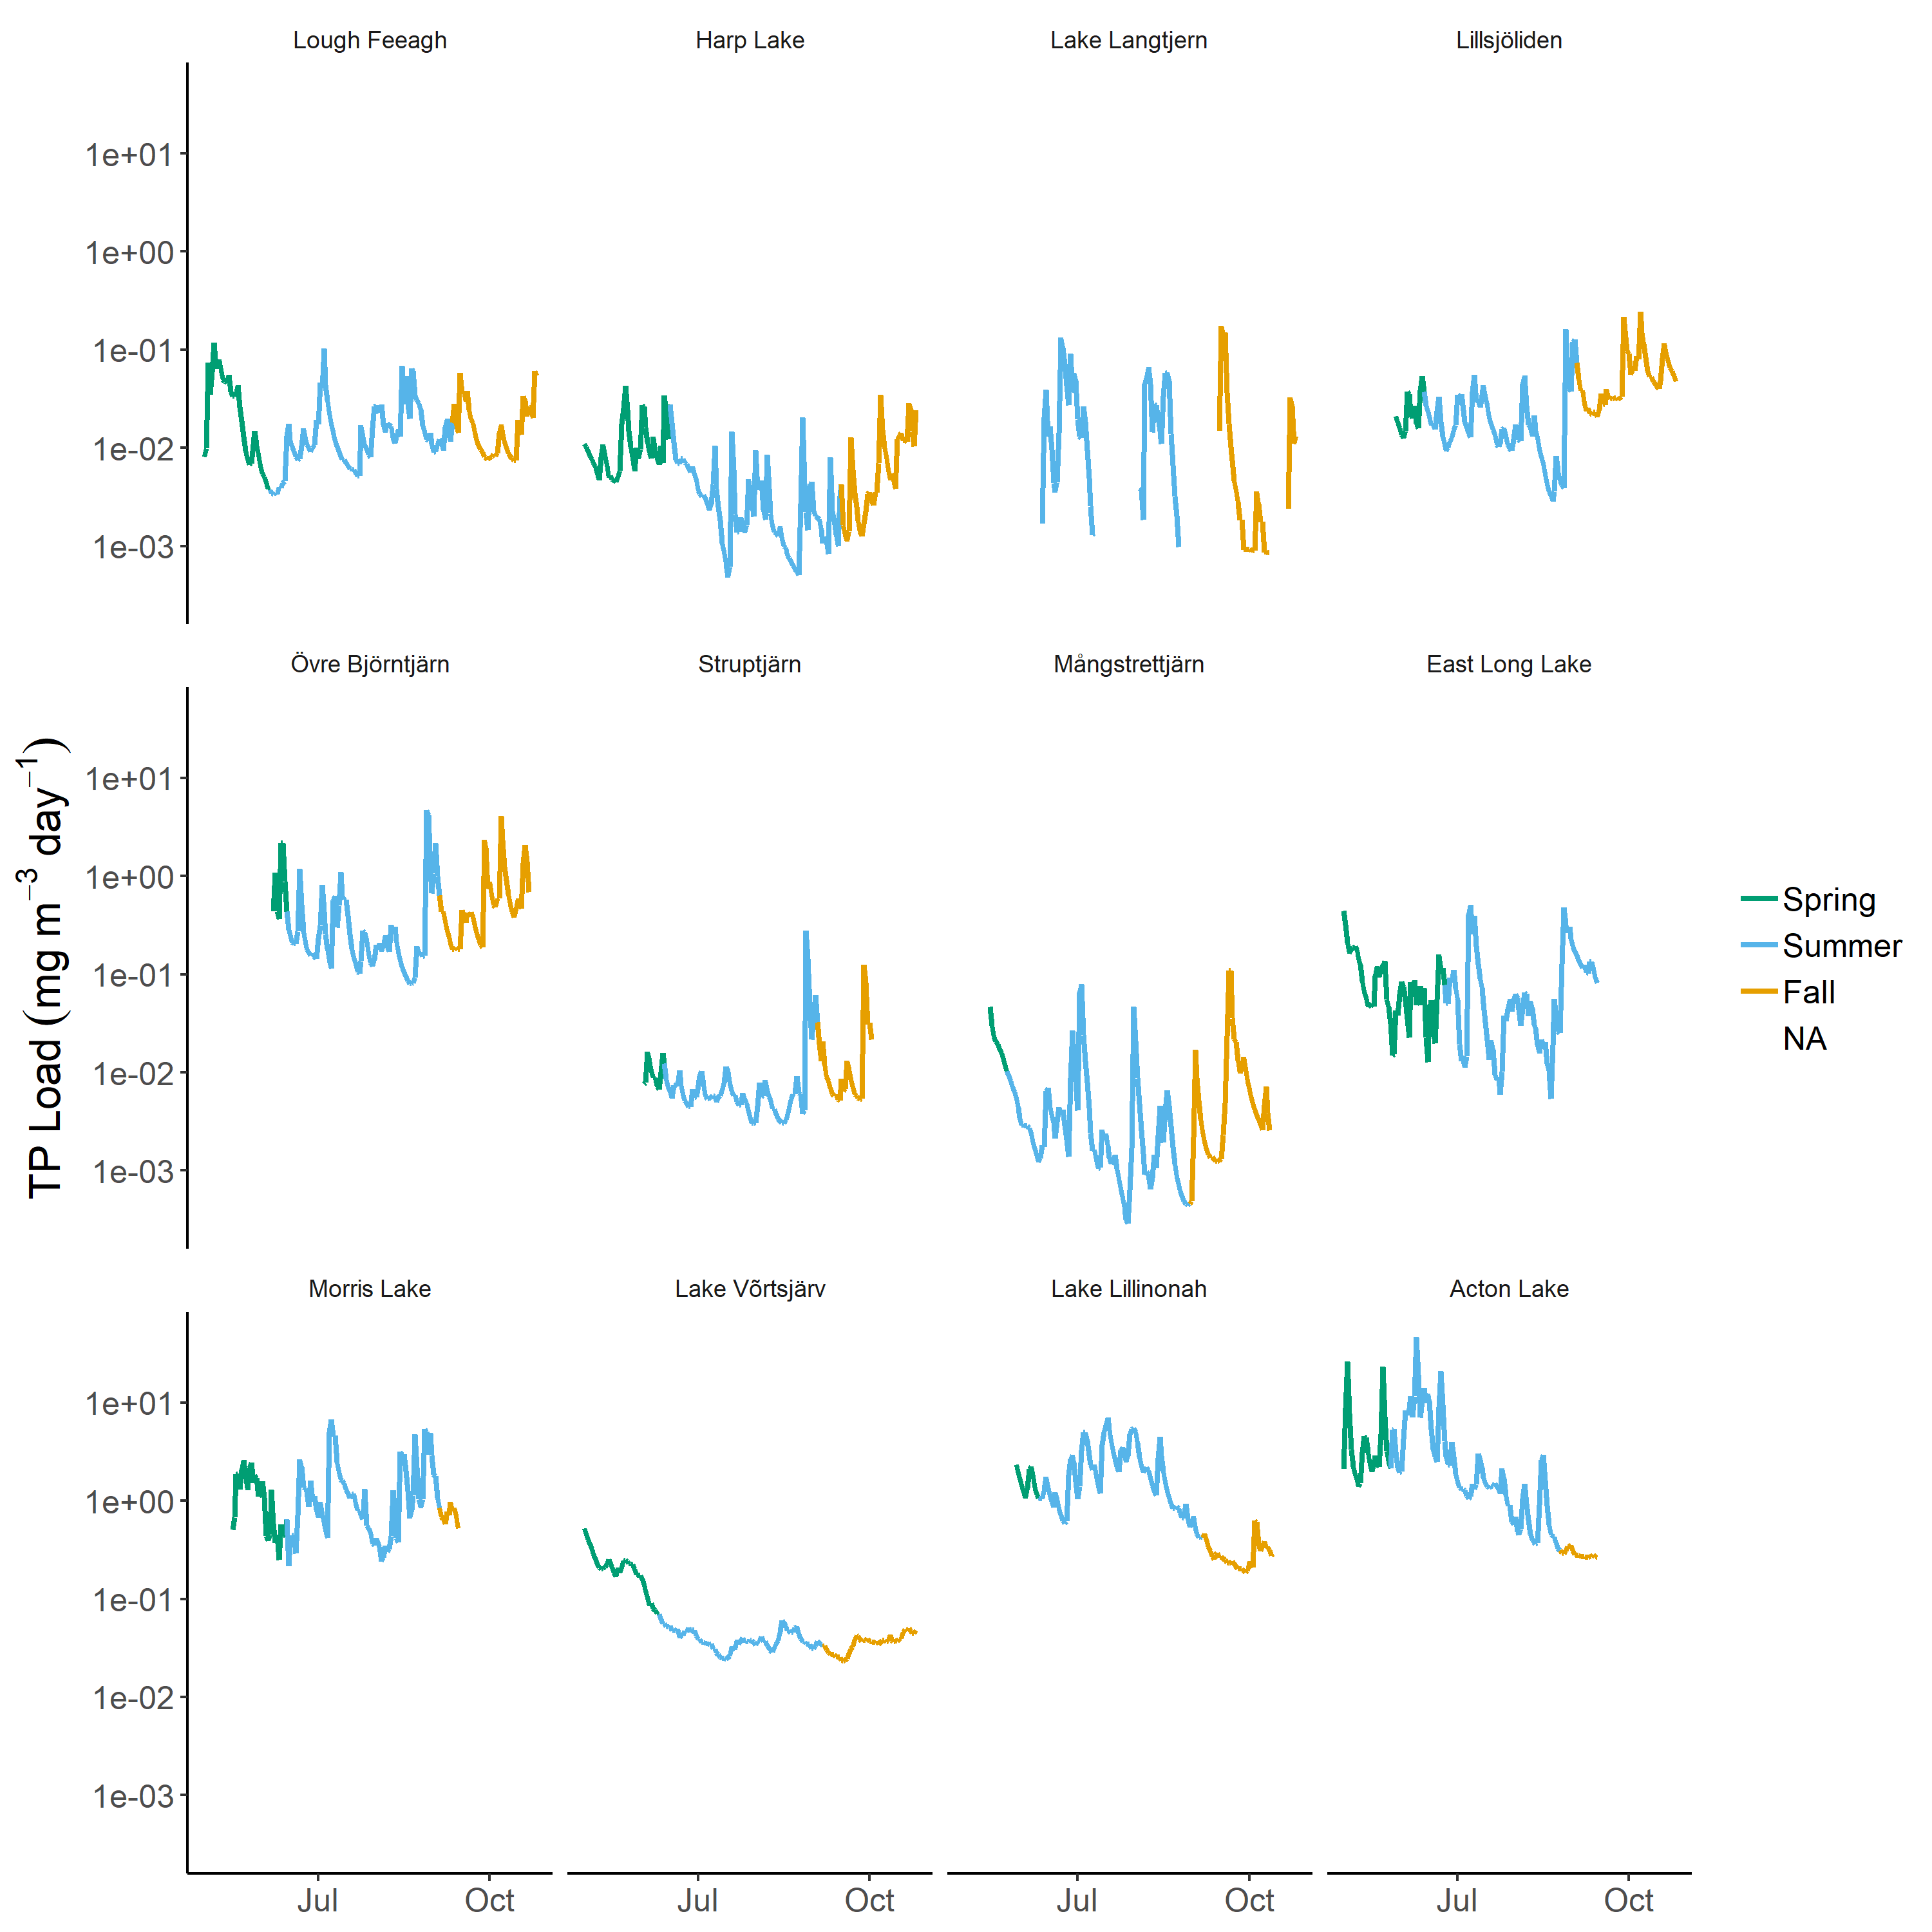 Lough Feeagh Harp Lake Lake Langtjern Lillsjöliden
1e+01
1e+00
1e-01
1e-02
1e-03
Övre Björntjärn Struptjärn Mångstrettjärn East Long Lake
1e+01
1e+00
1e-01
1e-02
1e-03
TP Load (mg m⁻³ day⁻¹)
Spring
Summer
Fall
NA
Morris Lake Lake Võrtsjärv Lake Lillinonah Acton Lake
1e+01
1e+00
1e-01
1e-02
1e-03
Jul Oct Jul Oct Jul Oct Jul Oct